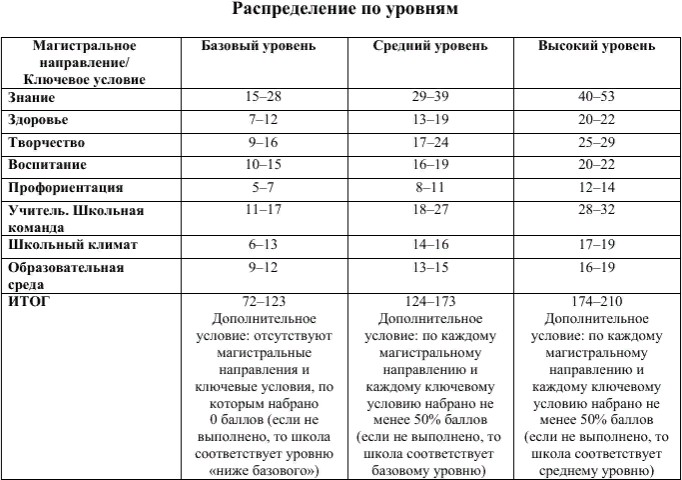 Распределение по уровням
Магистральное Базовый уровень Средний уровень Высокий уровень
направление/
Ключевое условие
Знание 15–28 29–39 40–53
Здоровье 7–12 13–19 20–22
Творчество 9–16 17–24 25–29
Воспитание 10–15 16–19 20–22
Профориентация 5–7 8–11 12–14
Учитель. Школьная 11–17 18–27 28–32
команда
Школьный климат 6–13 14–16 17–19
Образовательная 9–12 13–15 16–19
среда
ИТОГ 72–123 124–173 174–210
Дополнительное Дополнительное Дополнительное
условие: отсутствуют условие: по каждому условие: по каждому
магистральные магистральному магистральному
направления и направлению и направлению и
ключевые условия, по каждому ключевому каждому ключевому
которым набрано условию набрано не условию набрано не
0 баллов (если не менее 50% баллов менее 50% баллов
выполнено, то школа (если не выполнено, то (если не выполнено, то
соответствует уровню школа соответствует школа соответствует
«ниже базового») базовому уровню) среднему уровню)